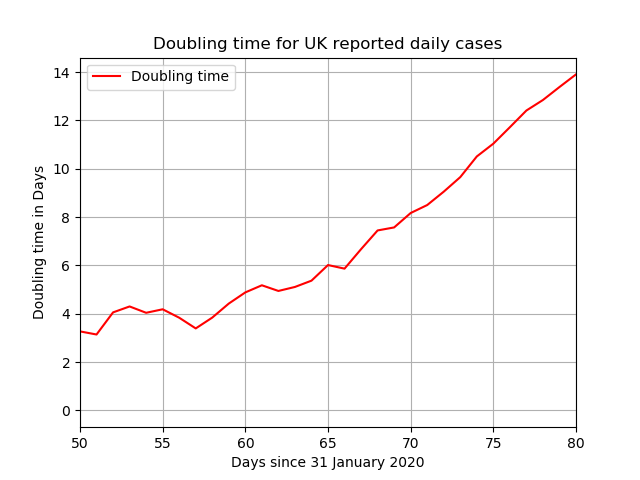 Doubling time for UK reported daily cases
Doubling time
14
12
10
8
6
4
2
0
Doubling time in Days
50 55 60 65 70 75 80
Days since 31 January 2020